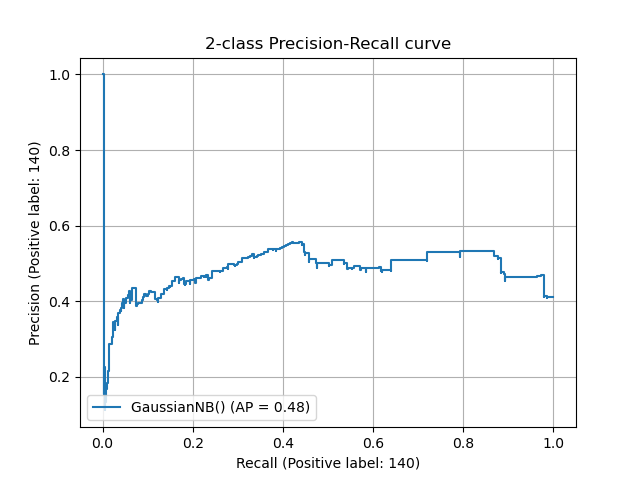 2-class Precision-Recall curve
1.0
0.8
0.6
0.4
0.2
Precision (Positive label: 140)
GaussianNB() (AP = 0.48)
0.0 0.2 0.4 0.6 0.8 1.0
Recall (Positive label: 140)